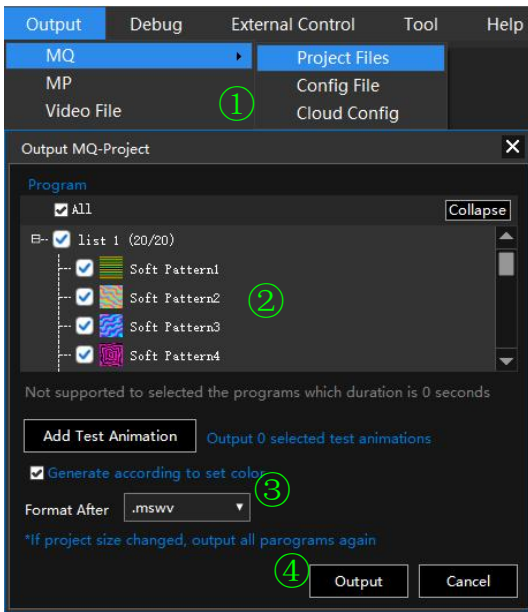 Output Debug External Control Tool Help
MQ Project Files
MP Config File
Video File ① Cloud Config
Output MQ-Project
Program
All Collapse
list 1 (20/20)
Soft Pattern1
Soft Pattern2 ②
Soft Pattern3
Soft Pattern4
Not supported to selected the programs which duration is 0 seconds
Add Test Animation Output 0 selected test animations
Generate according to set color
Format After .mswv ③
*If project size changed, output all parograms again
④ Output Cancel